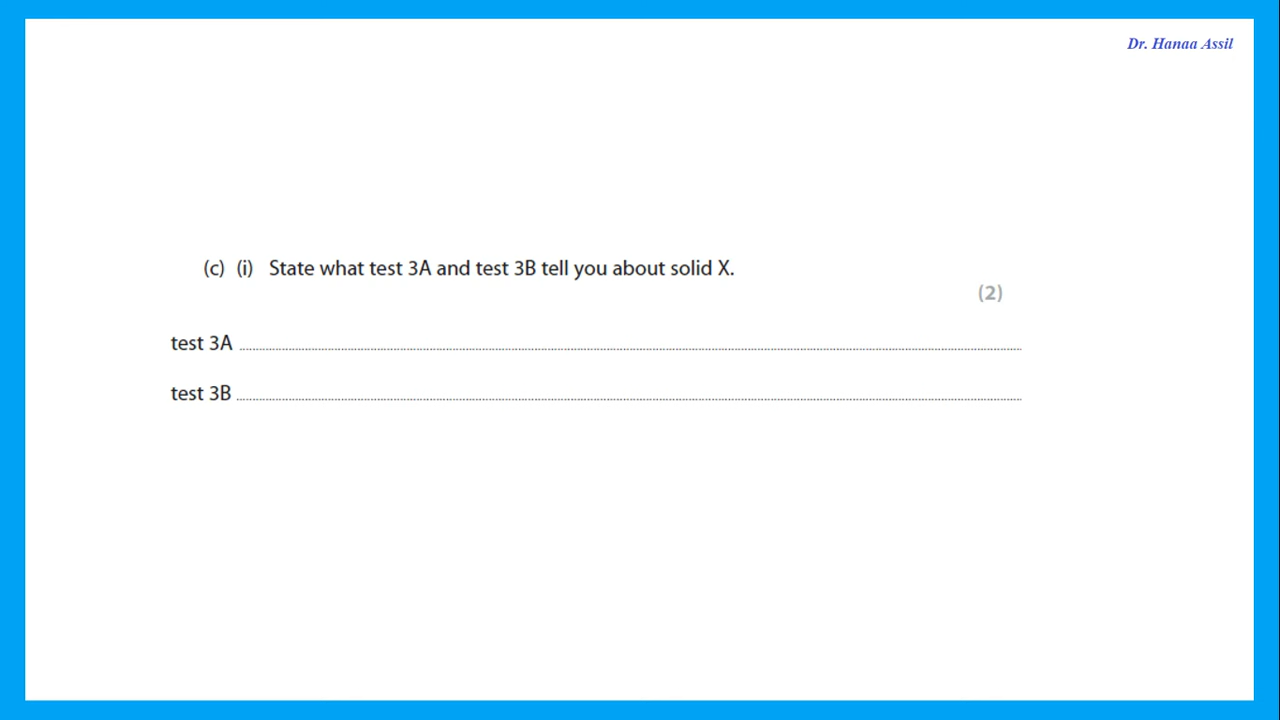 Dr. Hanaa Assil
(c) (i) State what test 3A and test 3B tell you about solid X.
(2)
test 3A
test 3B